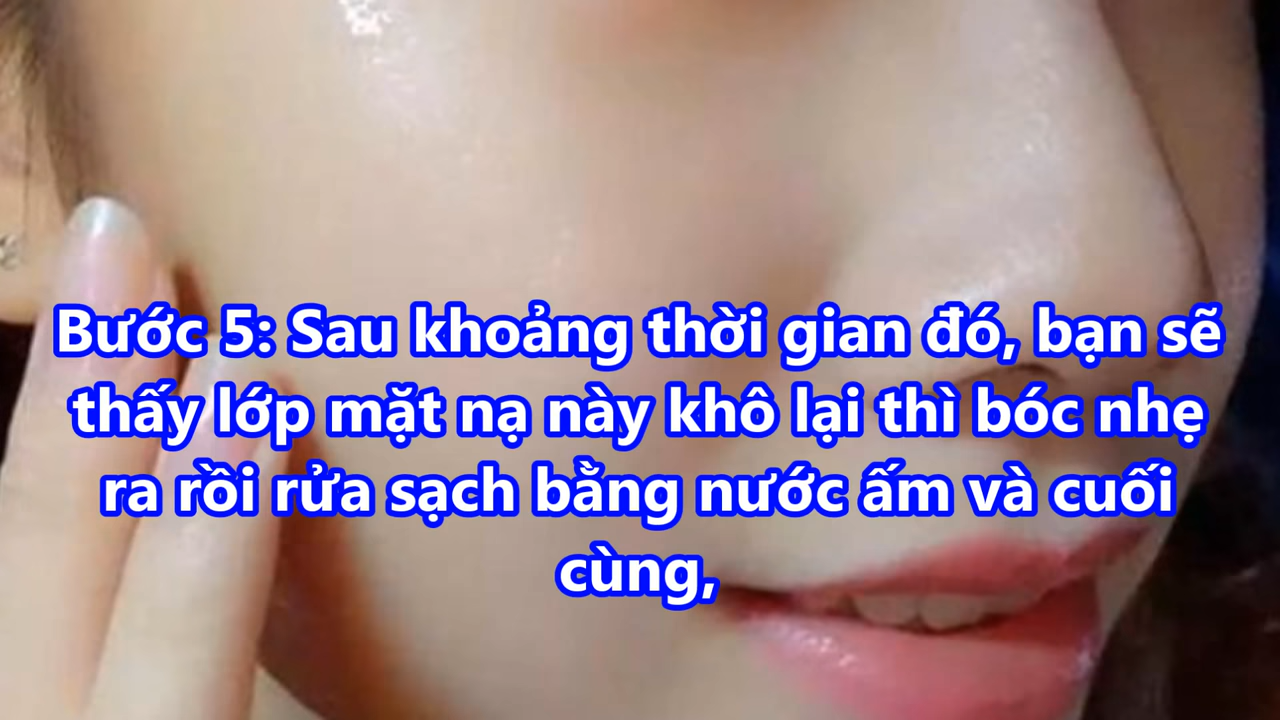 Bước 5: Sau khoảng thời gian đó, bạn sẽ
thấy lớp mặt nạ này khô lại thì bóc nhẹ
ra rồi rửa sạch bằng nước ấm và cuối
cùng,